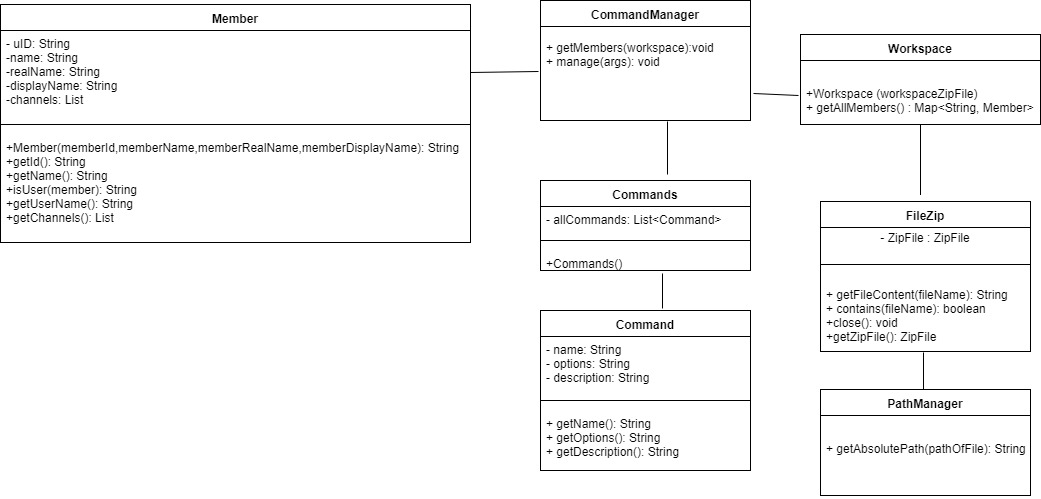 Member
- uID: String
-name: String
-realName: String
-displayName: String
-channels: List
+Member(memberId,memberName,memberRealName,memberDisplayName): String
+getId(): String
+getName(): String
+isUser(member): String
+getUserName(): String
+getChannels(): List
CommandManager
+ getMembers(workspace):void
+ manage(args): void
Workspace
+Workspace (workspaceZipFile)
+ getAllMembers() : Map<String, Member>
Commands
- allCommands: List<Command>
+Commands()
Command
- name: String
- options: String
- description: String
+ getName(): String
+ getOptions(): String
+ getDescription(): String
FileZip
- ZipFile : ZipFile
+ getFileContent(fileName): String
+ contains(fileName): boolean
+close(): void
+getZipFile(): ZipFile
PathManager
+ getAbsolutePath(pathOfFile): String